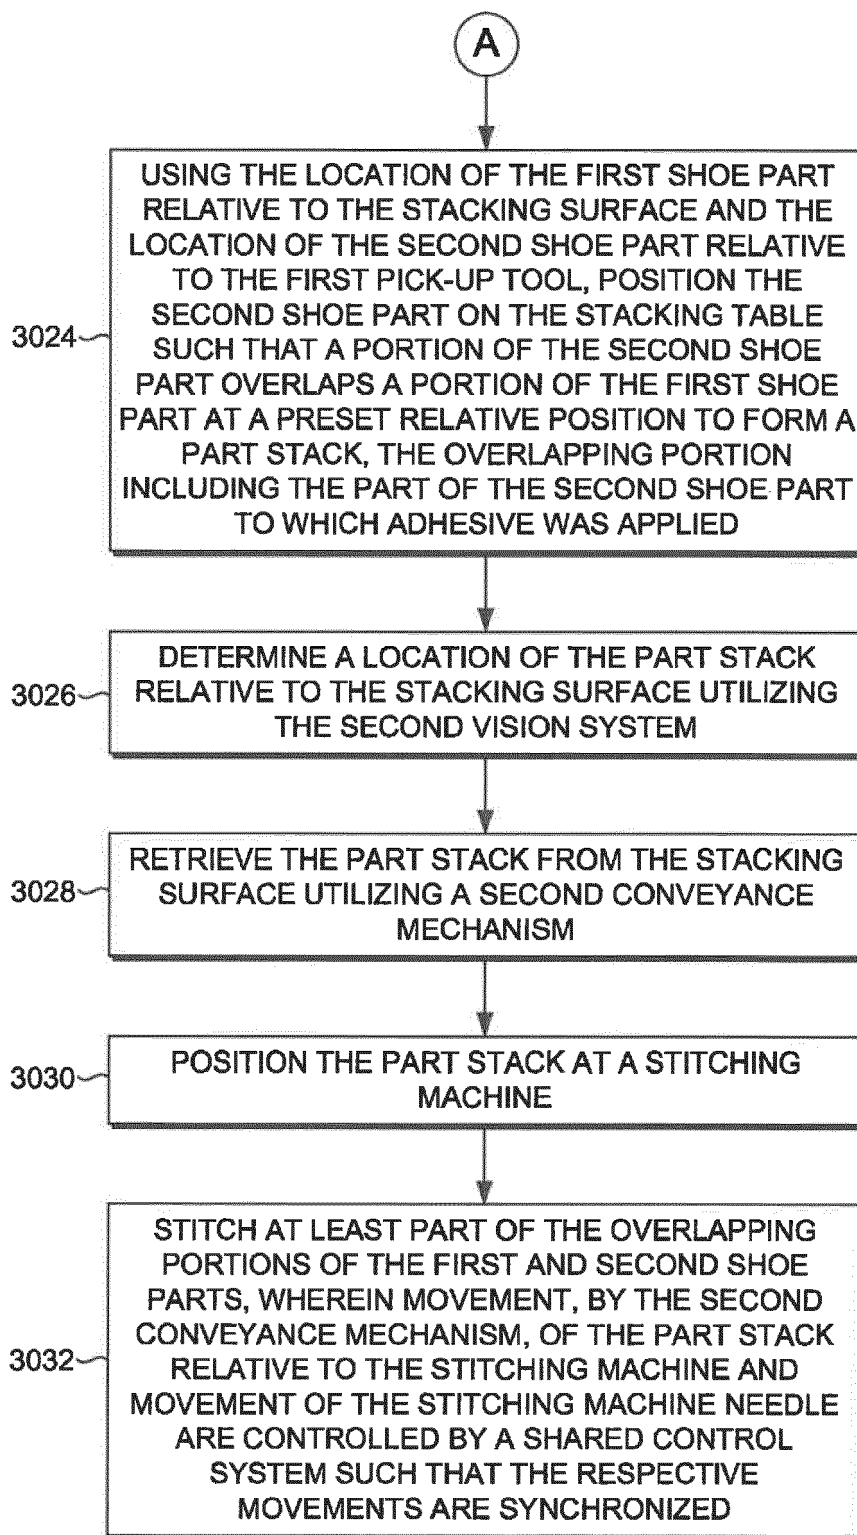 A
USING THE LOCATION OF THE FIRST SHOE PART
RELATIVE TO THE STACKING SURFACE AND THE
LOCATION OF THE SECOND SHOE PART RELATIVE
TO THE FIRST PICK-UP TOOL, POSITION THE
SECOND SHOE PART ON THE STACKING TABLE
SUCH THAT A PORTION OF THE SECOND SHOE
PART OVERLAPS A PORTION OF THE FIRST SHOE
PART AT A PRESET RELATIVE POSITION TO FORM A
PART STACK, THE OVERLAPPING PORTION
INCLUDING THE PART OF THE SECOND SHOE PART
TO WHICH ADHESIVE WAS APPLIED
3024
DETERMINE A LOCATION OF THE PART STACK
RELATIVE TO THE STACKING SURFACE UTILIZING
THE SECOND VISION SYSTEM
3026
RETRIEVE THE PART STACK FROM THE STACKING
SURFACE UTILIZING A SECOND CONVEYANCE
MECHANISM
3028
POSITION THE PART STACK AT A STITCHING
MACHINE
3030
STITCH AT LEAST PART OF THE OVERLAPPING
PORTIONS OF THE FIRST AND SECOND SHOE
PARTS, WHEREIN MOVEMENT, BY THE SECOND
CONVEYANCE MECHANISM, OF THE PART STACK
RELATIVE TO THE STITCHING MACHINE AND
MOVEMENT OF THE STITCHING MACHINE NEEDLE
ARE CONTROLLED BY A SHARED CONTROL
SYSTEM SUCH THAT THE RESPECTIVE
MOVEMENTS ARE SYNCHRONIZED
3032